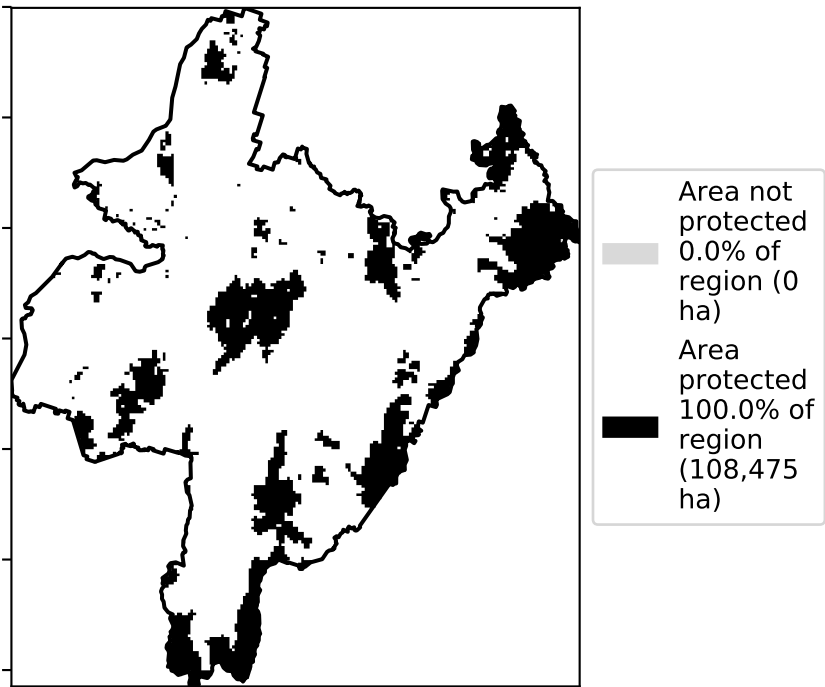 Area not
protected
0.0% of
region (0
ha)
Area
protected
100.0% of
region
(108,475
ha)